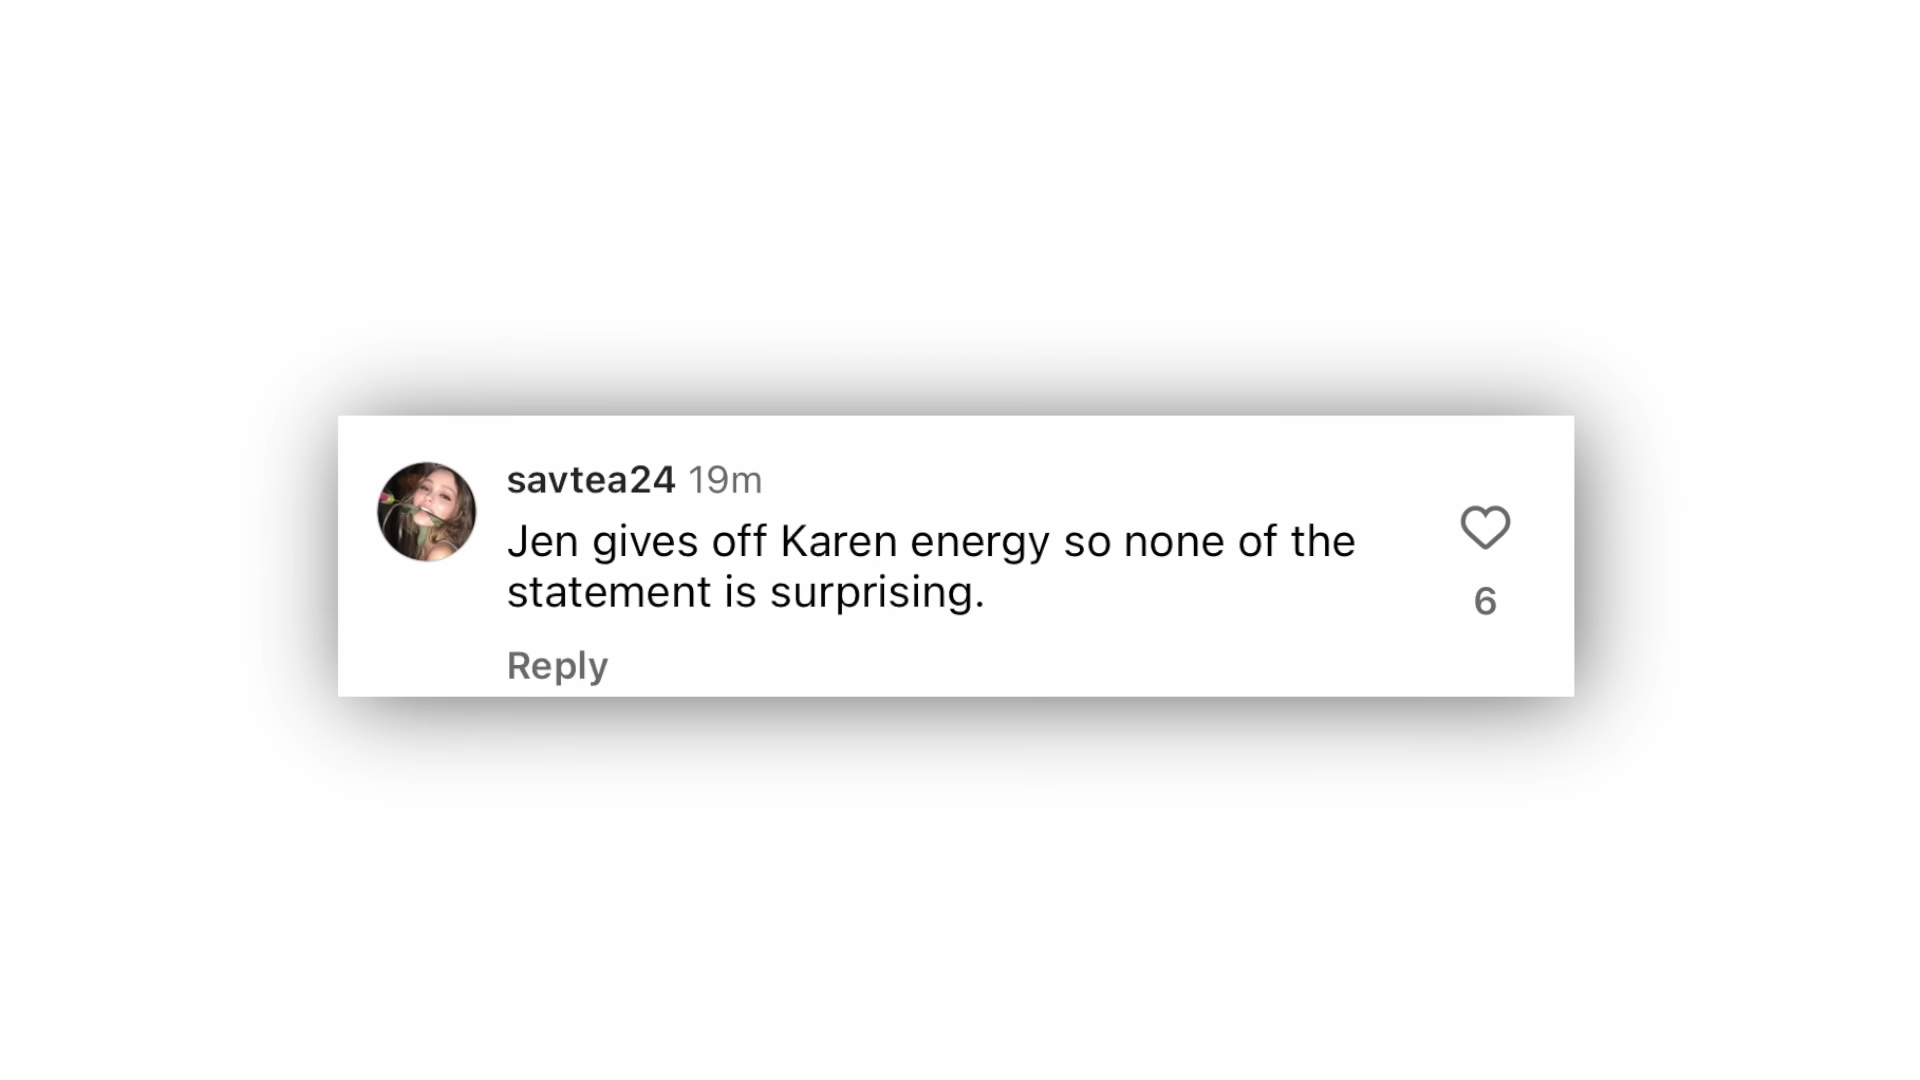 savtea24 19m
Jen gives off Karen energy so none of the
statement is surprising.
6
Reply